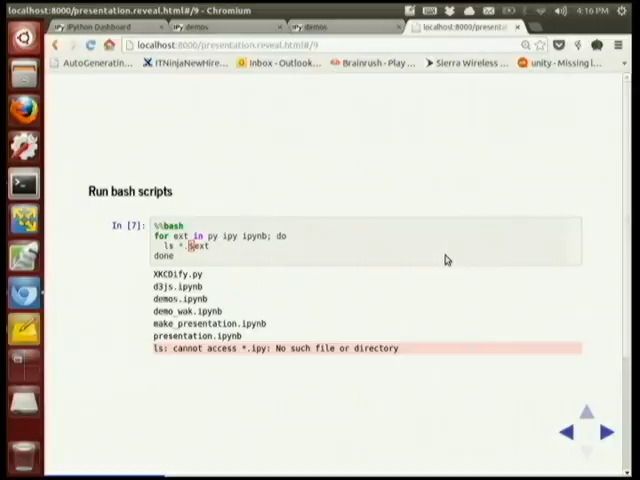 localhost:8000/presentation.reveal.html#/9 - Chromium
4:16 PM
IPython Dashboard
demos
demos
localhost:8000/presenta
localhost:8000/presentation.reveal.html#/9
AutoGeneratin...
ITNinjaNewHire...
Inbox - Outlook...
Brainrush - Play ...
Sierra Wireless ...
unity - Missing l...
Run bash scripts
In [7]:
%%bash
for ext in py ipy ipynb; do
ls *.$ext
done
XKCDify.py
d3js.ipynb
demos.ipynb
demo_wak.ipynb
make_presentation.ipynb
presentation.ipynb
ls: cannot access *.ipy: No such file or directory